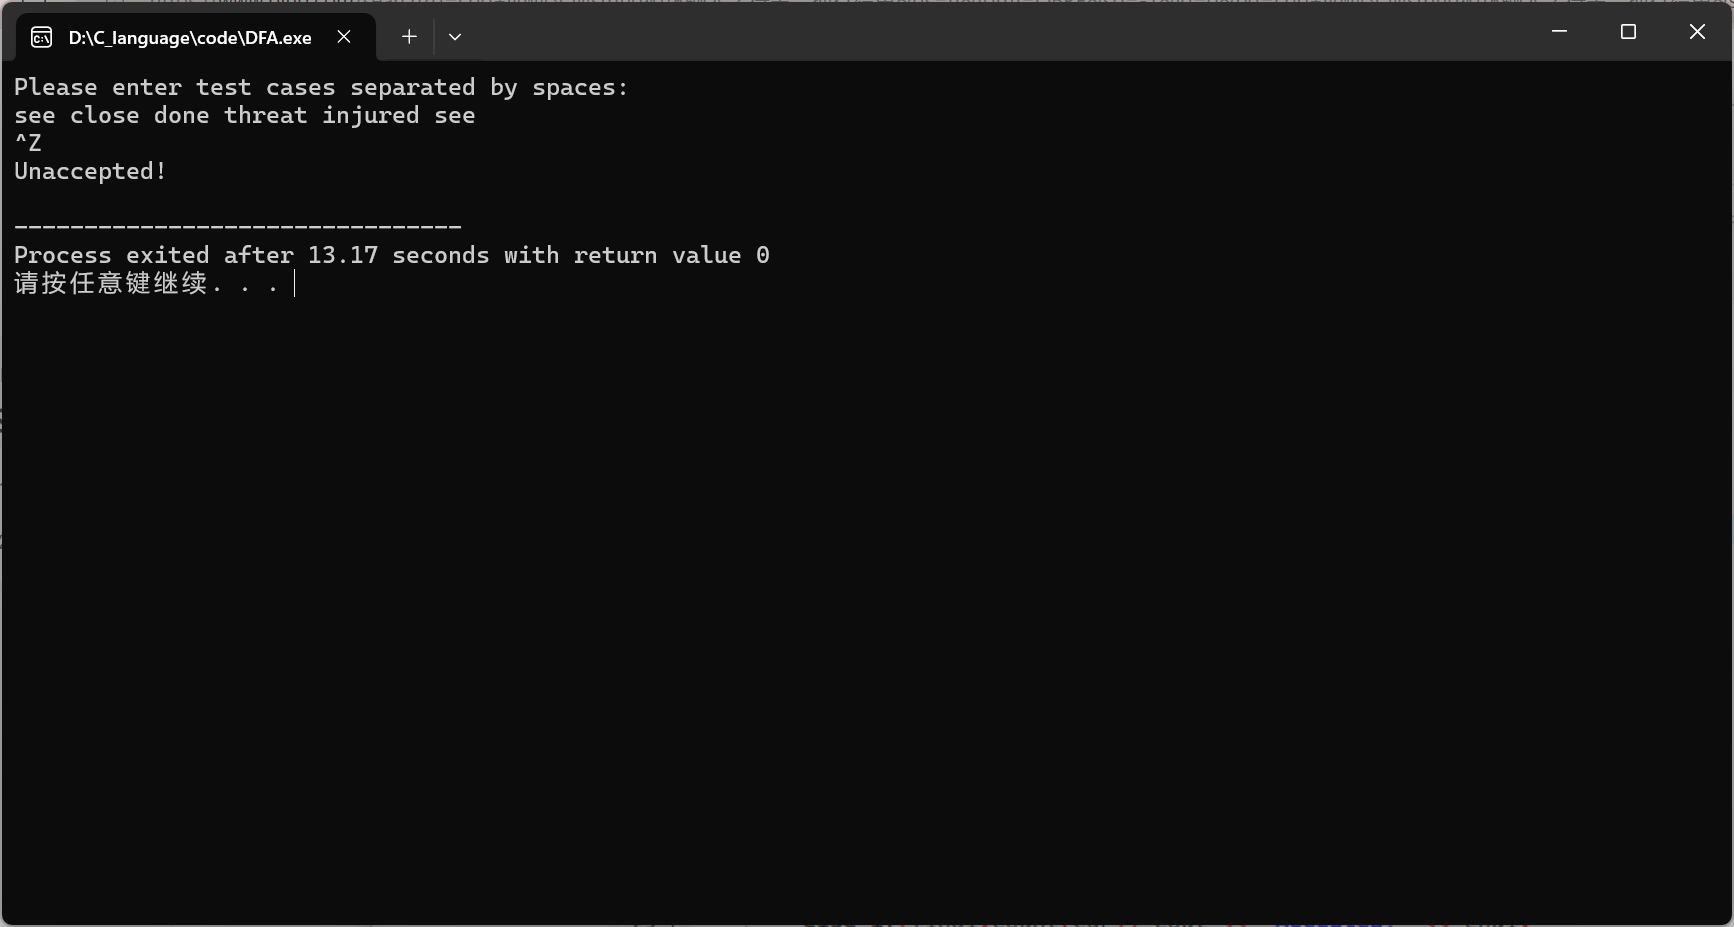 D:\C_language\code\DFA.exe
Please enter test cases separated by spaces:
see close done threat injured see
^Z
Unaccepted!
--------------------------------
Process exited after 13.17 seconds with return value 0
请按任意键继续. . .